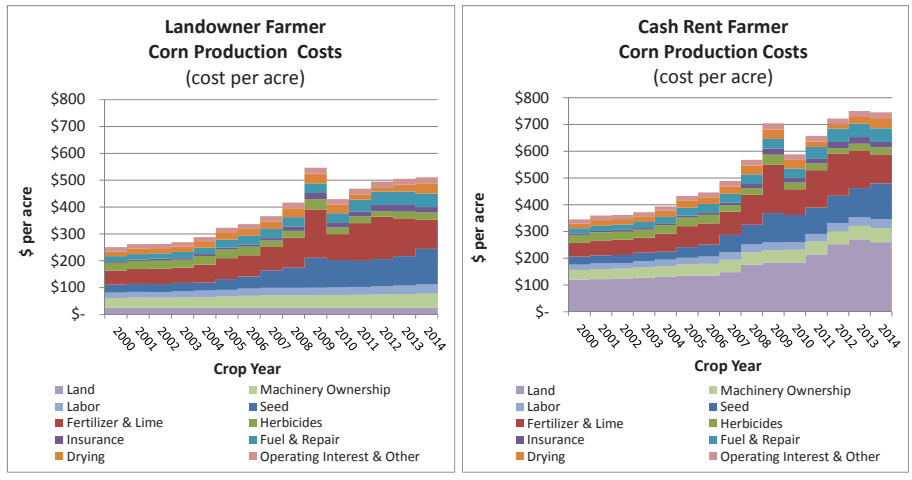 Landowner Farmer
Corn Production Costs
(cost per acre)
$800
$700
$600
$500
$400
$300
$200
$100
$-
$ per acre
2000 2001 2002 2003 2004 2005 2006 2007 2008 2009 2010 2011 2012 2013 2014
Crop Year
Land Machinery Ownership
Labor Seed
Fertilizer & Lime Herbicides
Insurance Fuel & Repair
Drying Operating Interest & Other
Cash Rent Farmer
Corn Production Costs
(cost per acre)
$800
$700
$600
$500
$400
$300
$200
$100
$-
$ per acre
2000 2001 2002 2003 2004 2005 2006 2007 2008 2009 2010 2011 2012 2013 2014
Crop Year
Land Machinery Ownership
Labor Seed
Fertilizer & Lime Herbicides
Insurance Fuel & Repair
Drying Operating Interest & Other